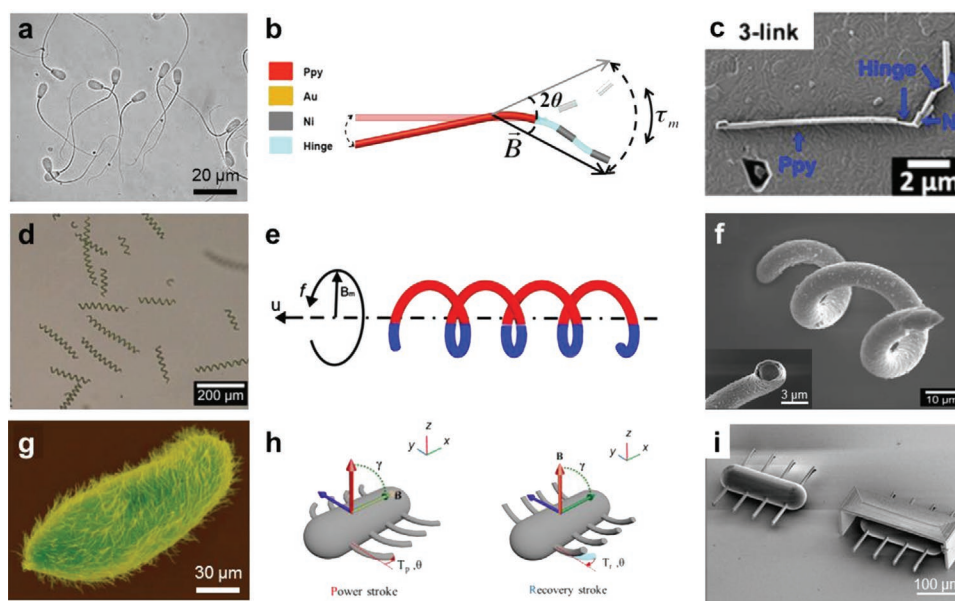 a
20 μm
b
Ppy
Au
Ni
Hinge
2θ
B
τm
c
3-link
Hinge
N
Ppy
2 μm
d
200 μm
e
f
Bm
u
f
3 μm
10 μm
g
30 μm
h
z
y x
B
γ
B
Tp ,θ
Power stroke
z
y x
B
γ
Tr ,θ
Recovery stroke
i
100 μm